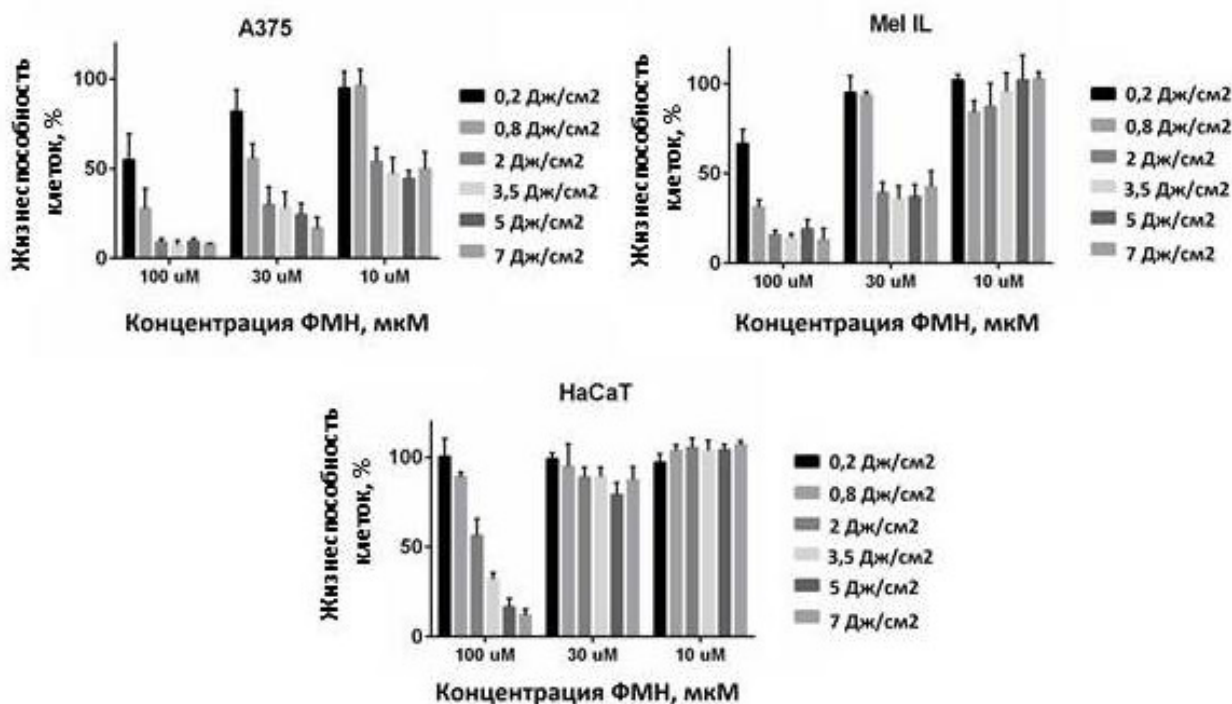 A375
Жизнеспособность
клеток, %
100
50
0
100 uM
30 uM
10 uM
Концентрация ФМН, мкМ
0,2 Дж/см2
0,8 Дж/см2
2 Дж/см2
3,5 Дж/см2
5 Дж/см2
7 Дж/см2
Mel IL
Жизнеспособность
клеток, %
100
50
0
100 uM
30 uM
10 uM
Концентрация ФМН, мкМ
0,2 Дж/см2
0,8 Дж/см2
2 Дж/см2
3,5 Дж/см2
5 Дж/см2
7 Дж/см2
HaCaT
Жизнеспособность
клеток, %
100
50
0
100 uM
30 uM
10 uM
Концентрация ФМН, мкМ
0,2 Дж/см2
0,8 Дж/см2
2 Дж/см2
3,5 Дж/см2
5 Дж/см2
7 Дж/см2